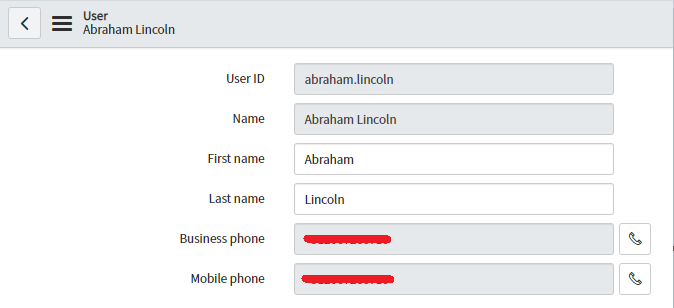 User
Abraham Lincoln
User ID abraham.lincoln
Name Abraham Lincoln
First name Abraham
Last name Lincoln
Business phone
Mobile phone